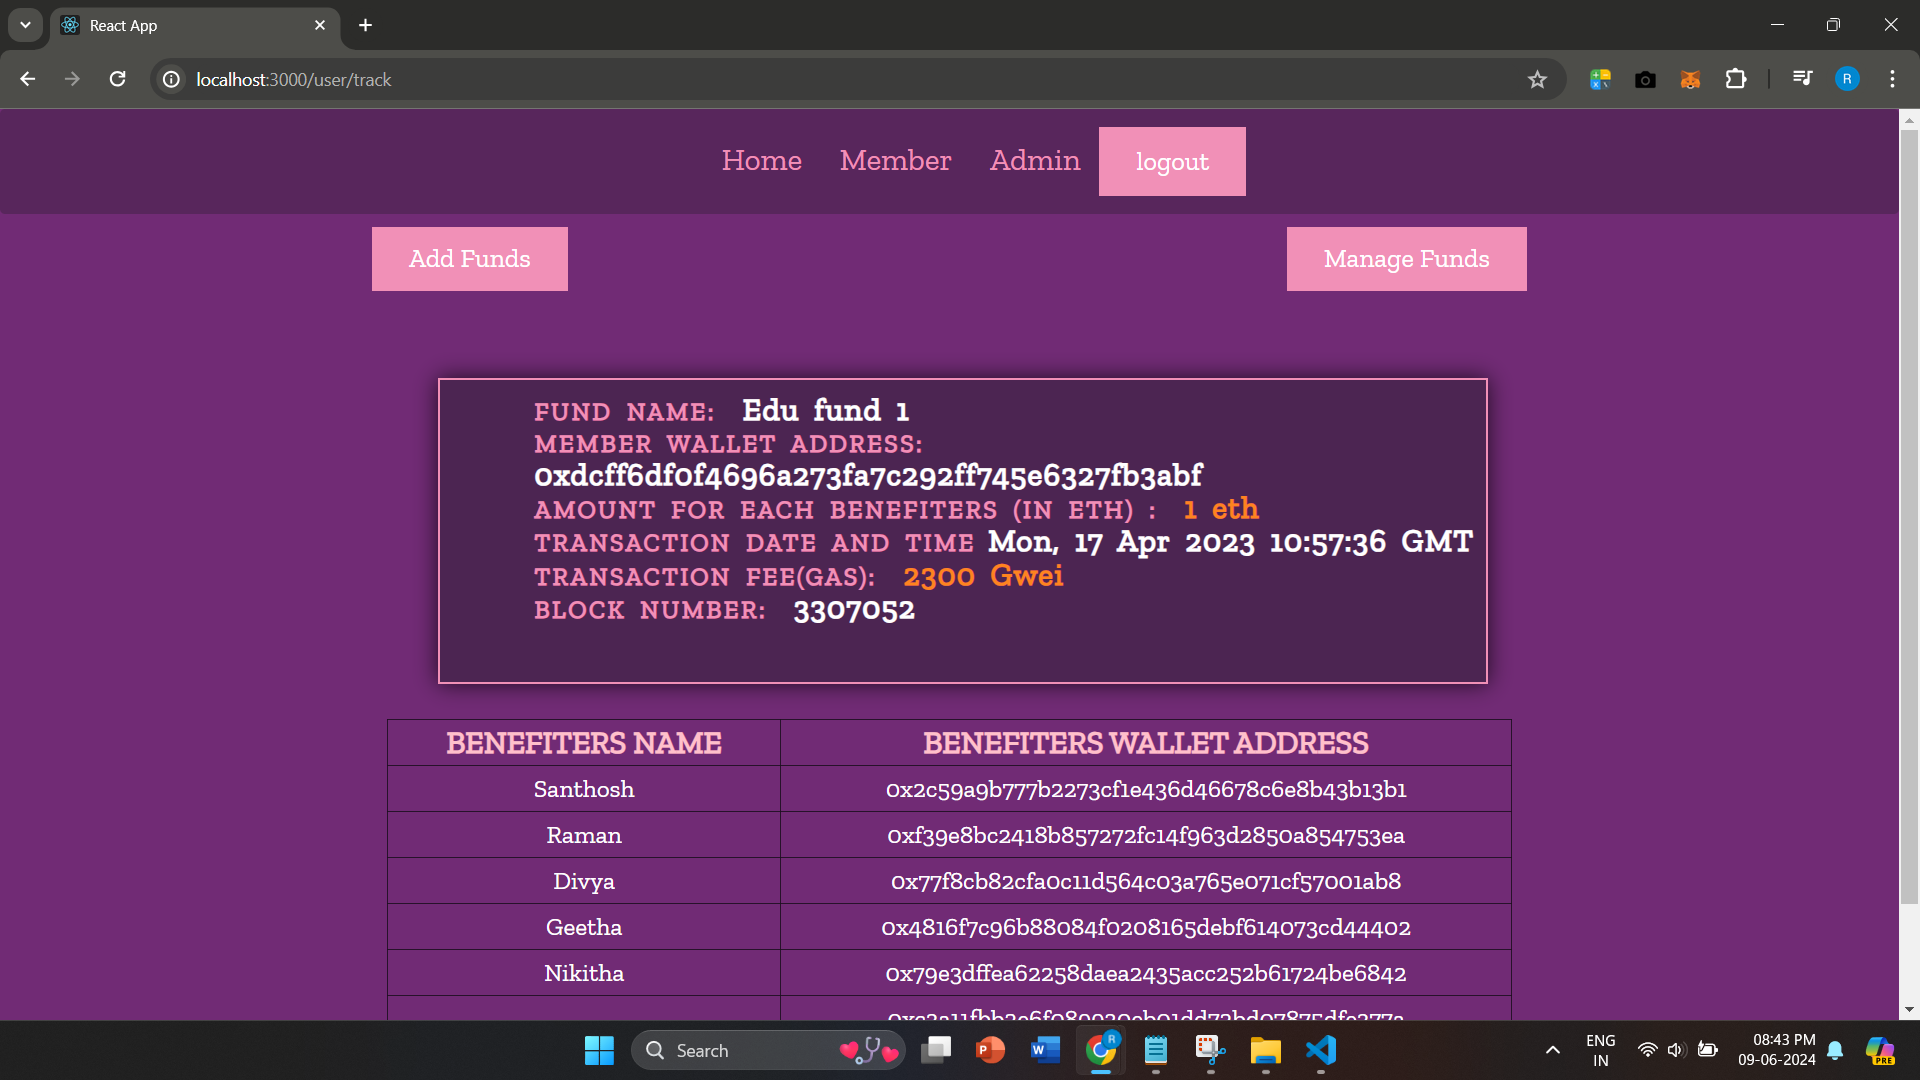 React App
localhost:3000/user/track
R
Home Member Admin logout
Add Funds Manage Funds
FUND NAME: Edu fund 1
MEMBER WALLET ADDRESS:
0xdcff6df0f4696a273fa7c292ff745e6327fb3abf
AMOUNT FOR EACH BENEFITERS (IN ETH) : 1 eth
TRANSACTION DATE AND TIME Mon, 17 Apr 2023 10:57:36 GMT
TRANSACTION FEE(GAS): 2300 Gwei
BLOCK NUMBER: 3307052
BENEFITERS NAME BENEFITERS WALLET ADDRESS
Santhosh 0x2c59a9b777b2273cf1e436d46678c6e8b43b13b1
Raman 0xf39e8bc2418b857272fc14f963d2850a854753ea
Divya 0x77f8cb82cfa0c11d564c03a765e071cf57001ab8
Geetha 0x4816f7c96b88084f0208165debf614073cd44402
Nikitha 0x79e3dffea62258daea2435acc252b61724be6842
Search
ENG
IN
08:43 PM
09-06-2024
PRE